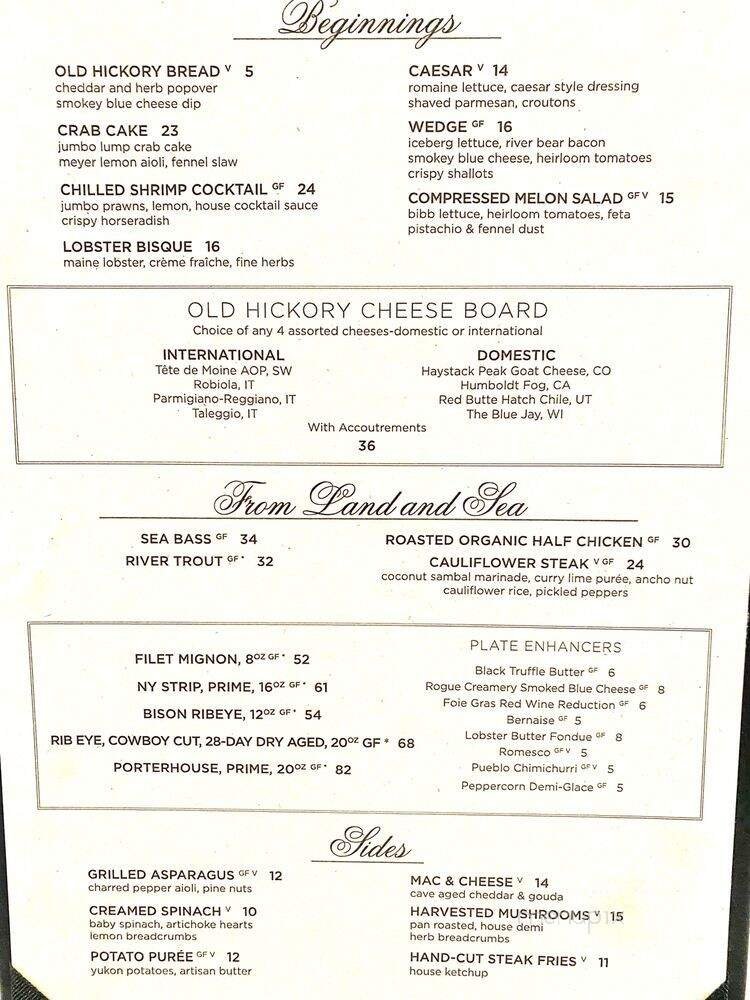 Beginnings
OLD HICKORY BREAD V 5
cheddar and herb popover
smokey blue cheese dip
CRAB CAKE 23
jumbo lump crab cake
meyer lemon aioli, fennel slaw
CHILLED SHRIMP COCKTAIL GF 24
jumbo prawns, lemon, house cocktail sauce
crispy horseradish
LOBSTER BISQUE 16
maine lobster, crème fraîche, fine herbs
CAESAR V 14
romaine lettuce, caesar style dressing
shaved parmesan, croutons
WEDGE GF 16
iceberg lettuce, river bear bacon
smokey blue cheese, heirloom tomatoes
crispy shallots
COMPRESSED MELON SALAD GF V 15
bibb lettuce, heirloom tomatoes, feta
pistachio & fennel dust
OLD HICKORY CHEESE BOARD
Choice of any 4 assorted cheeses-domestic or international
INTERNATIONAL
Tête de Moine AOP, SW
Robiola, IT
Parmigiano-Reggiano, IT
Taleggio, IT
DOMESTIC
Haystack Peak Goat Cheese, CO
Humboldt Fog, CA
Red Butte Hatch Chile, UT
The Blue Jay, WI
With Accoutrements
36
From Land and Sea
SEA BASS GF 34
RIVER TROUT GF * 32
ROASTED ORGANIC HALF CHICKEN GF 30
CAULIFLOWER STEAK V GF 24
coconut sambal marinade, curry lime purée, ancho nut
cauliflower rice, pickled peppers
FILET MIGNON, 8OZ GF * 52
NY STRIP, PRIME, 16OZ GF * 61
BISON RIBEYE, 12OZ GF * 54
RIB EYE, COWBOY CUT, 28-DAY DRY AGED, 20OZ GF * 68
PORTERHOUSE, PRIME, 20OZ GF * 82
PLATE ENHANCERS
Black Truffle Butter GF 6
Rogue Creamery Smoked Blue Cheese GF 8
Foie Gras Red Wine Reduction GF 6
Bernaise GF 5
Lobster Butter Fondue GF 8
Romesco GF V 5
Pueblo Chimichurri GF V 5
Peppercorn Demi-Glace GF 5
Sides
GRILLED ASPARAGUS GF V 12
charred pepper aioli, pine nuts
CREAMED SPINACH V 10
baby spinach, artichoke hearts
lemon breadcrumbs
POTATO PURÉE GF V 12
yukon potatoes, artisan butter
MAC & CHEESE V 14
cave aged cheddar & gouda
HARVESTED MUSHROOMS V 15
pan roasted, house demi
herb breadcrumbs
HAND-CUT STEAK FRIES V 11
house ketchup